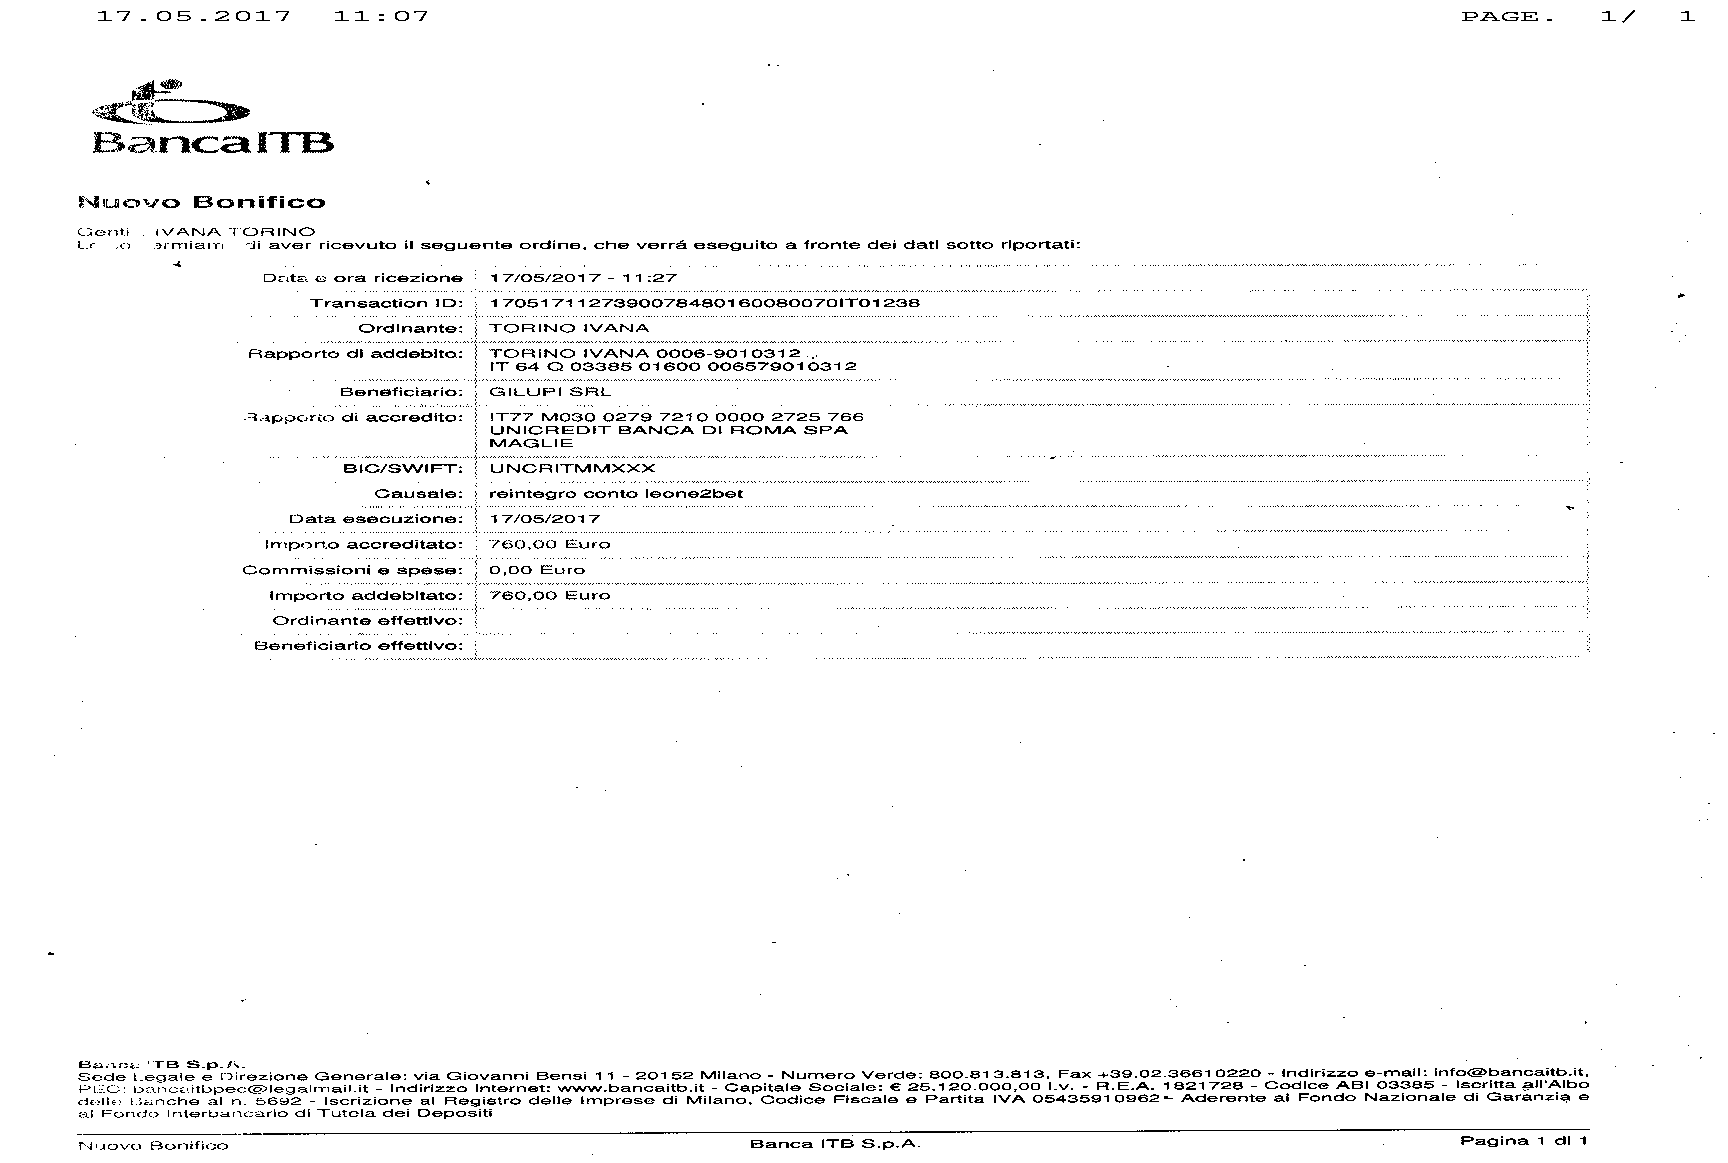 17.05.2017 11:07 PAGE. 1/ 1
BancaITB
Nuovo Bonifico
IVANA TORINO
di aver ricevuto il seguente ordine, che verrá eseguito a fronte dei dati sotto riportati:
Data e ora ricezione 17/05/2017 - 11:27
Transaction ID: 170517112739007848016008007OIT01238
Ordinante: TORINO IVANA
Rapporto di addebito: TORINO IVANA 0006-9010312
IT 64 Q 03385 01600 006579010312
Beneficiario: GILUPI SRL
Rapporto di accredito: IT77 M030 0279 7210 0000 2725 766
UNICREDIT BANCA DI ROMA SPA
MAGLIE
BIC/SWIFT: UNCRITMMXXX
Causale: reintegro conto leone2bet
Data esecuzione: 17/05/2017
Importo accreditato: 760,00 Euro
Commissioni e spese: 0,00 Euro
Importo addebitato: 760,00 Euro
Ordinante effettivo:
Beneficiario effettivo:
Banca ITB S.p.A.
Sede Legale e Direzione Generale: via Giovanni Bensi 11 - 20152 Milano - Numero Verde: 800.813.813, Fax +39.02.36610220 - Indirizzo e-mail: info@bancaitb.it,
PEC: bancaitbpec@legalmail.it - Indirizzo Internet: www.bancaitb.it - Capitale Sociale: € 25.120.000,00 i.v. - R.E.A. 1821728 - Codice ABI 03385 - Iscritta all'Albo
delle Banche al n. 5692 - Iscrizione al Registro delle Imprese di Milano, Codice Fiscale e Partita IVA 05435910962 - Aderente al Fondo Nazionale di Garanzia e
al Fondo Interbancario di Tutela dei Depositi
Nuovo Bonifico Banca ITB S.p.A. Pagina 1 di 1